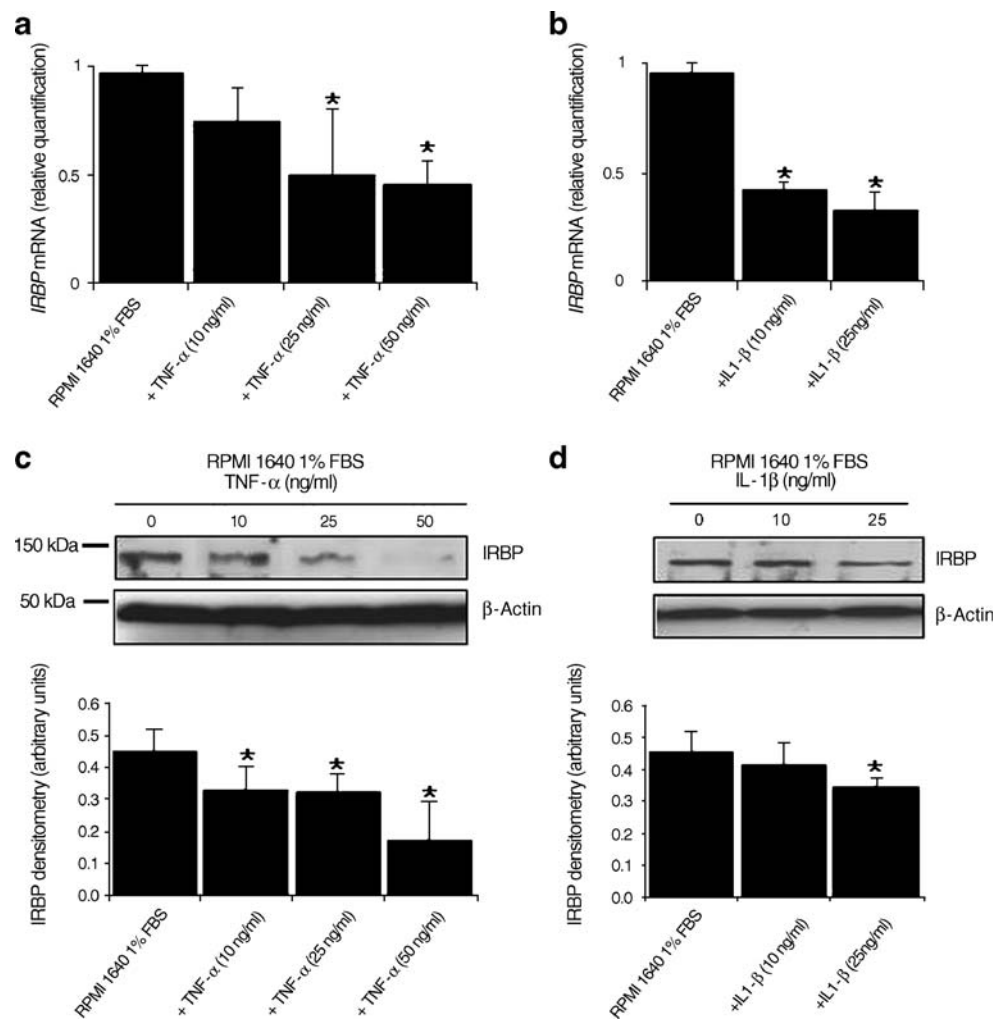 a
IRBP mRNA (relative quantification)
1
0.5
0
*
*
RPMI 1640 1% FBS
+ TNF-α (10 ng/ml)
+ TNF-α (25 ng/ml)
+ TNF-α (50 ng/ml)
b
IRBP mRNA (relative quantification)
1
0.5
0
*
*
RPMI 1640 1% FBS
+IL1-β (10 ng/ml)
+IL1-β (25ng/ml)
c
RPMI 1640 1% FBS
TNF-α (ng/ml)
0 10 25 50
150 kDa
IRBP
50 kDa
β-Actin
IRBP densitometry (arbitrary units)
0.6
0.5
0.4
0.3
0.2
0.1
0.0
*
*
*
RPMI 1640 1% FBS
+ TNF-α (10 ng/ml)
+ TNF-α (25 ng/ml)
+ TNF-α (50 ng/ml)
d
RPMI 1640 1% FBS
IL-1β (ng/ml)
0 10 25
IRBP
β-Actin
IRBP densitometry (arbitrary units)
0.6
0.5
0.4
0.3
0.2
0.1
0.0
*
RPMI 1640 1% FBS
+IL1-β (10 ng/ml)
+IL1-β (25ng/ml)